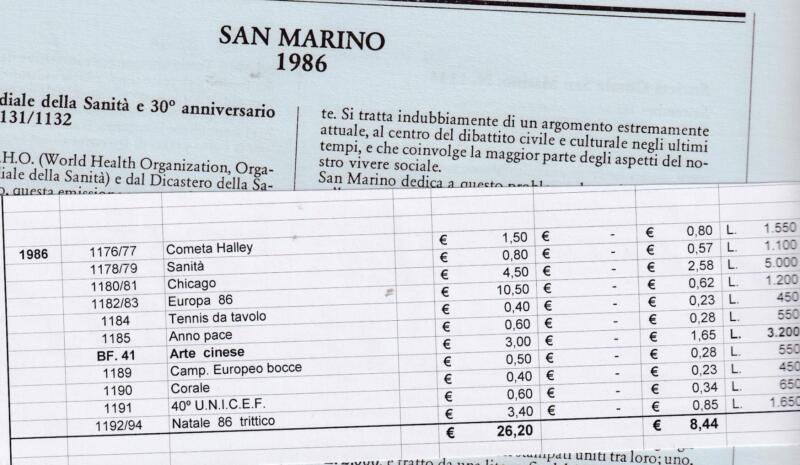 SAN MARINO
1986
diale della Sanità e 30º anniversario
131/1132
.H.O. (World Health Organization, Orga-
iale della Sanità) e dal Dicastero della Sa-
questa
te. Si tratta indubbiamente di un argomento estremamente
attuale, al centro del dibattito civile e culturale negli ultimi
tempi, e che coinvolge la maggior parte degli aspetti del no-
stro vivere sociale.
San Marino dedica a questo
1986 1176/77 Cometa Halley € 1,50 € - € 0,80 L. 1.550
1178/79 Sanità € 0,80 € - € 0,57 L. 1.100
1180/81 Chicago € 4,50 € - € 2,58 L. 5.000
1182/83 Europa 86 € 10,50 € - € 0,62 L. 1.200
1184 Tennis da tavolo € 0,40 € - € 0,23 L. 450
1185 Anno pace € 0,60 € - € 0,28 L. 550
BF. 41 Arte cinese € 3,00 € - € 1,65 L. 3.200
1189 Camp. Europeo bocce € 0,50 € - € 0,28 L. 550
1190 Corale € 0,40 € - € 0,23 L. 450
1191 40º U.N.I.C.E.F. € 0,60 € - € 0,34 L. 650
1192/94 Natale 86 trittico € 3,40 € - € 0,85 L. 1.650
€ 26,20 € 8,44
uniti tra loro; uno,